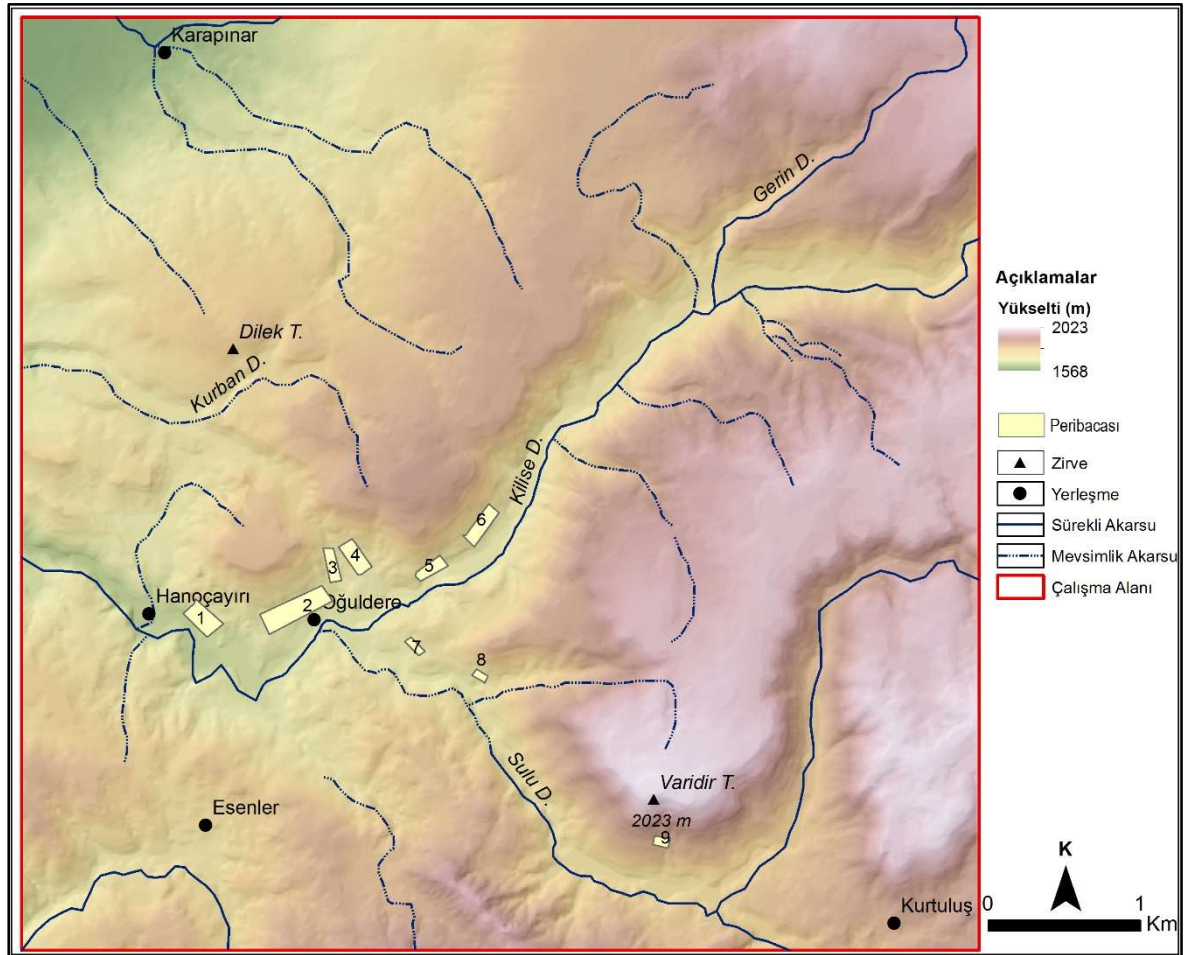 Karapınar
Gerin D.
Dilek T.
Kurban D.
Kilise D.
6
4
3
5
Hanoçayırı
1
2
Oğuldere
7
8
Sulu D.
Varidir T.
2023 m
9
Esenler
Kurtuluş
Açıklamalar
Yükselti (m)
2023
1568
Peribacası
Zirve
Yerleşme
Sürekli Akarsu
Mevsimlik Akarsu
Çalışma Alanı
K
0 1
Km